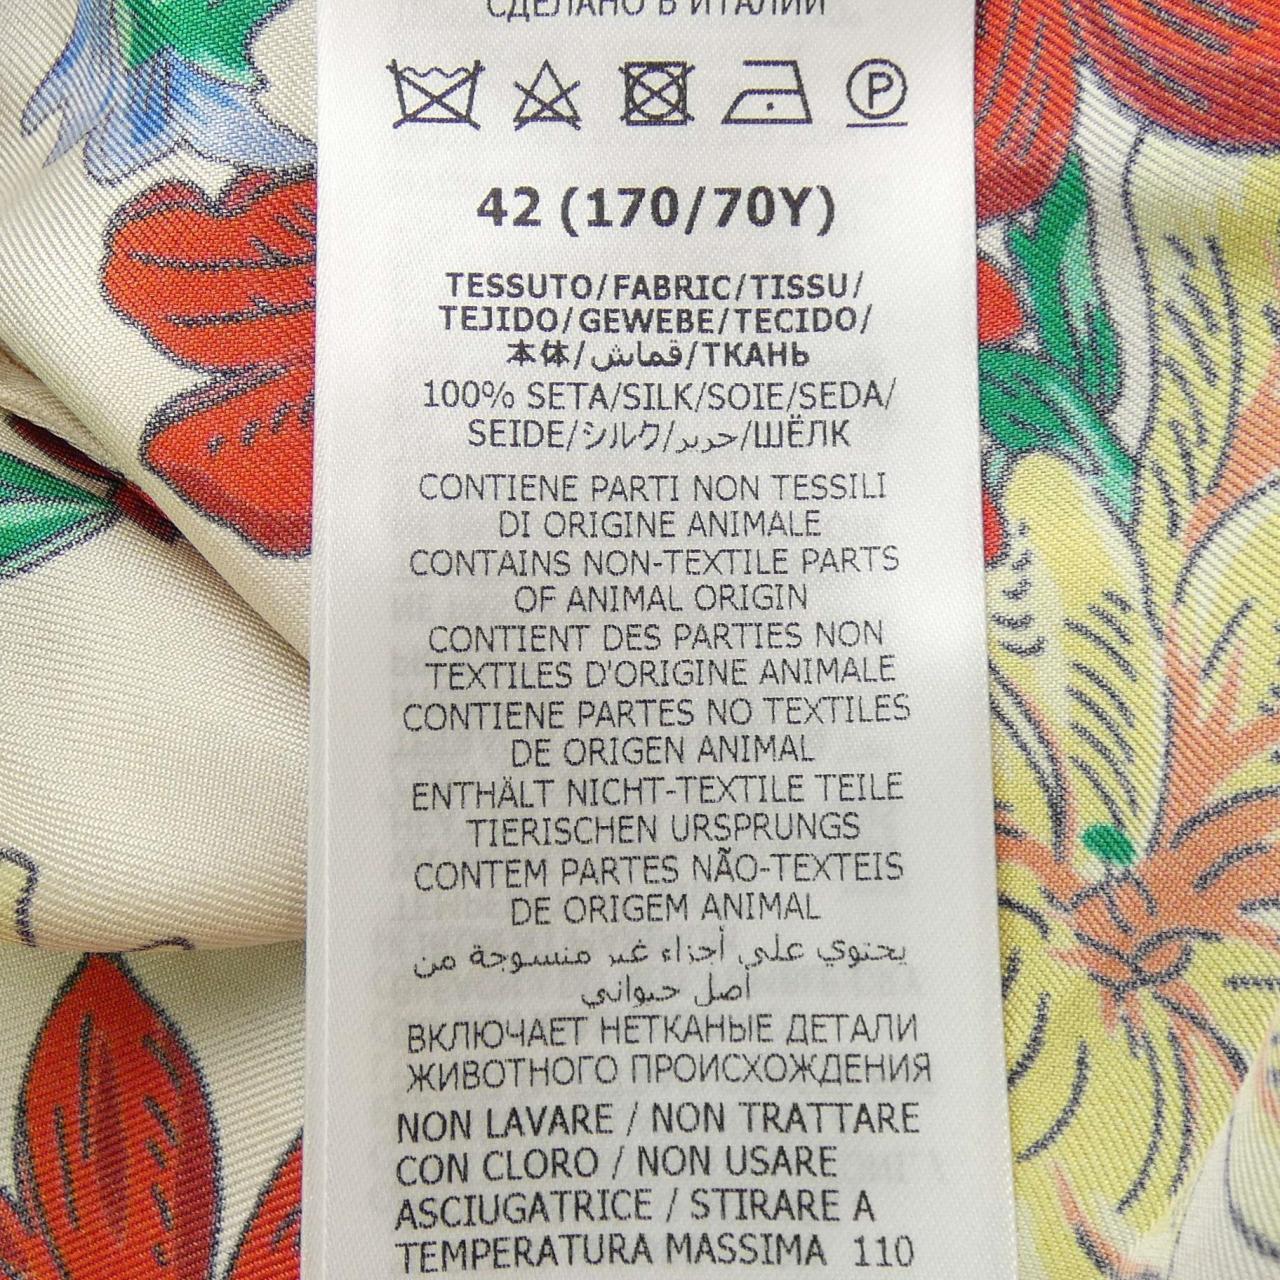 СДЕЛАНО В ИТАЛИИ
P
42 (170/70Y)
TESSUTO/FABRIC/TISSU/
TEJIDO/GEWEBE/TECIDO/
本体/قماش/ТКАНЬ
100% SETA/SILK/SOIE/SEDA/
SEIDE/シルク/حرير/ШЁЛК
CONTIENE PARTI NON TESSILI
DI ORIGINE ANIMALE
CONTAINS NON-TEXTILE PARTS
OF ANIMAL ORIGIN
CONTIENT DES PARTIES NON
TEXTILES D'ORIGINE ANIMALE
CONTIENE PARTES NO TEXTILES
DE ORIGEN ANIMAL
ENTHÄLT NICHT-TEXTILE TEILE
TIERISCHEN URSPRUNGS
CONTEM PARTES NÃO-TEXTEIS
DE ORIGEM ANIMAL
يحتوي على أجزاء غير منسوجة من
أصل حيواني
ВКЛЮЧАЕТ НЕТКАНЫЕ ДЕТАЛИ
ЖИВОТНОГО ПРОИСХОЖДЕНИЯ
NON LAVARE / NON TRATTARE
CON CLORO / NON USARE
ASCIUGATRICE / STIRARE A
TEMPERATURA MASSIMA 110